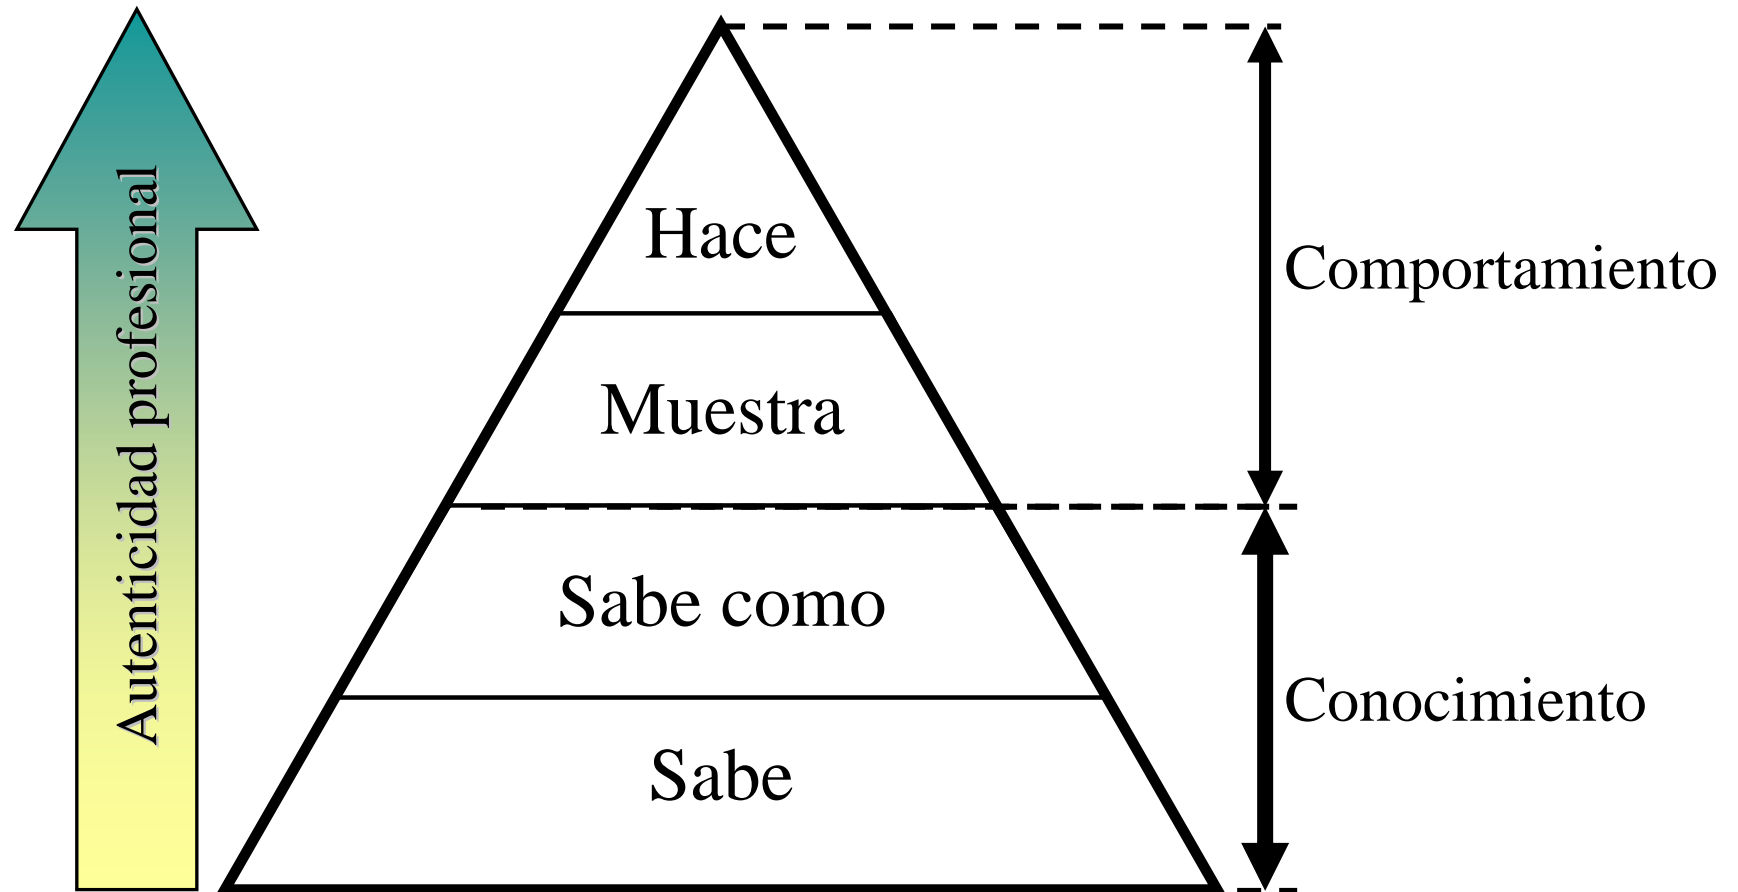 Autenticidad profesional
Hace
Muestra
Sabe como
Sabe
Comportamiento
Conocimiento